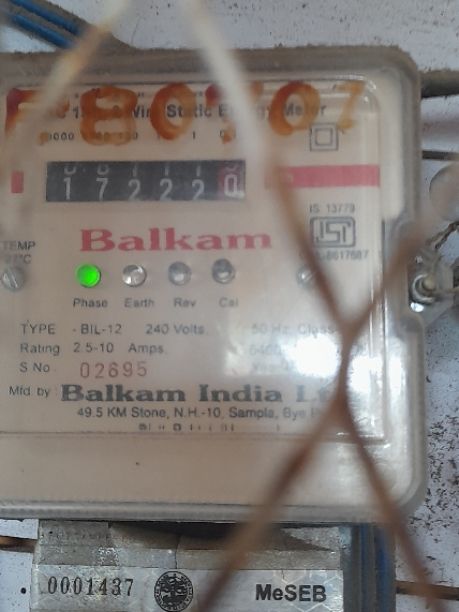 Static Energy Meter
172220
IS 13779
Balkam
TEMP
27°C
Phase Earth Rev Cal
TYPE - BIL-12 240 Volts. 50 Hz. Class
Rating 2.5-10 Amps.
S No. 02695
Mfd. by : Balkam India
49.5 KM Stone, N.H.-10, Sampla,
0001437 MeSEB